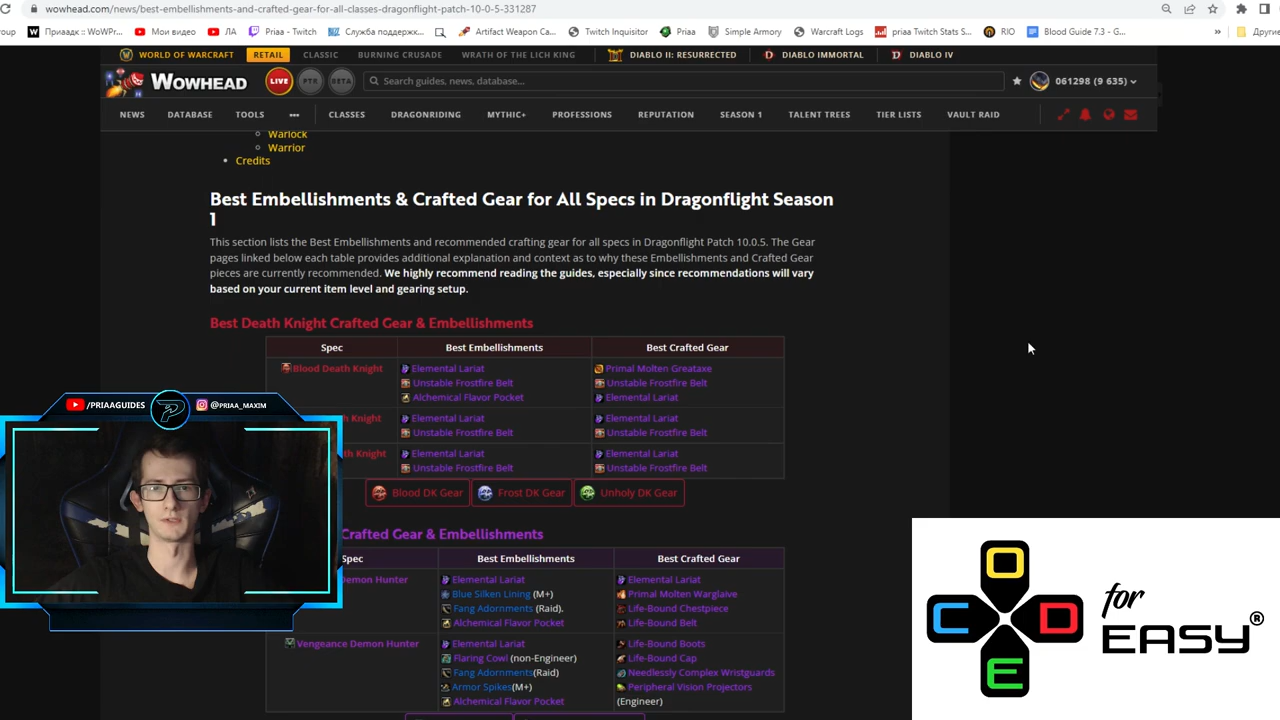 wowhead.com/news/best-embellishments-and-crafted-gear-for-all-classes-dragonflight-patch-10-0-5-331287
roup Приаадк :: WoWPr... Мои видео ЛА Priaa - Twitch Служба поддержк... Artifact Weapon Ca... Twitch Inquisitor Priaa Simple Armory Warcraft Logs priaa Twitch Stats S... RIO Blood Guide 7.3 - G... » Другие
WORLD OF WARCRAFT RETAIL CLASSIC BURNING CRUSADE WRATH OF THE LICH KING DIABLO II: RESURRECTED DIABLO IMMORTAL DIABLO IV
WOWHEAD LIVE PTR BETA Search guides, news, database... 061298 (9 635)
NEWS DATABASE TOOLS ••• CLASSES DRAGONRIDING MYTHIC+ PROFESSIONS REPUTATION SEASON 1 TALENT TREES TIER LISTS VAULT RAID
Warlock
Warrior
Credits
Best Embellishments & Crafted Gear for All Specs in Dragonflight Season
1
This section lists the Best Embellishments and recommended crafting gear for all specs in Dragonflight Patch 10.0.5. The Gear
pages linked below each table provides additional explanation and context as to why these Embellishments and Crafted Gear
pieces are currently recommended. We highly recommend reading the guides, especially since recommendations will vary
based on your current item level and gearing setup.
Best Death Knight Crafted Gear & Embellishments
Spec Best Embellishments Best Crafted Gear
Blood Death Knight Elemental Lariat Primal Molten Greataxe
Unstable Frostfire Belt Unstable Frostfire Belt
Alchemical Flavor Pocket Elemental Lariat
Knight Elemental Lariat Elemental Lariat
Unstable Frostfire Belt Unstable Frostfire Belt
th Knight Elemental Lariat Elemental Lariat
Unstable Frostfire Belt Unstable Frostfire Belt
Blood DK Gear Frost DK Gear Unholy DK Gear
Crafted Gear & Embellishments
Spec Best Embellishments Best Crafted Gear
Demon Hunter Elemental Lariat Elemental Lariat
Blue Silken Lining (M+) Primal Molten Warglaive
Fang Adornments (Raid). Life-Bound Chestpiece
Alchemical Flavor Pocket Life-Bound Belt
Vengeance Demon Hunter Elemental Lariat Life-Bound Boots
Flaring Cowl (non-Engineer) Life-Bound Cap
Fang Adornments(Raid) Needlessly Complex Wristguards
Armor Spikes(M+) Peripheral Vision Projectors
Alchemical Flavor Pocket (Engineer)
/PRIAAGUIDES P @PRIAA_MAXIM
O
C D
E
for
EASY®